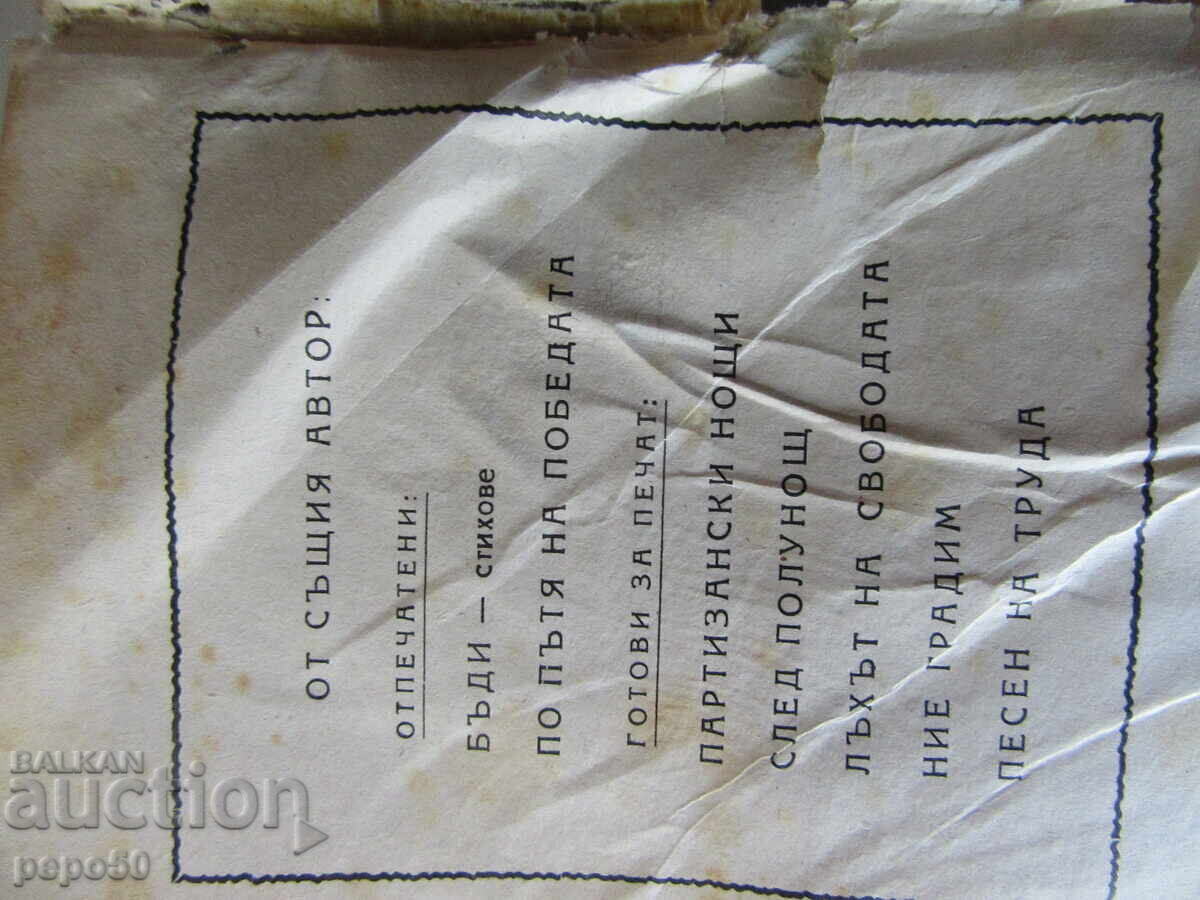 ОТ СЪЩИЯ АВТОР:
ОТПЕЧАТЕНИ:
БЪДИ — стихове
ПО ПЪТЯ НА ПОБЕДАТА
ГОТОВИ ЗА ПЕЧАТ:
ПАРТИЗАНСКИ НОЩИ
СЛЕД ПОЛУНОЩ
ЛЪХЪТ НА СВОБОДАТА
НИЕ ГРАДИМ
ПЕСЕН НА ТРУДА
BALKAN
auction
pepo50